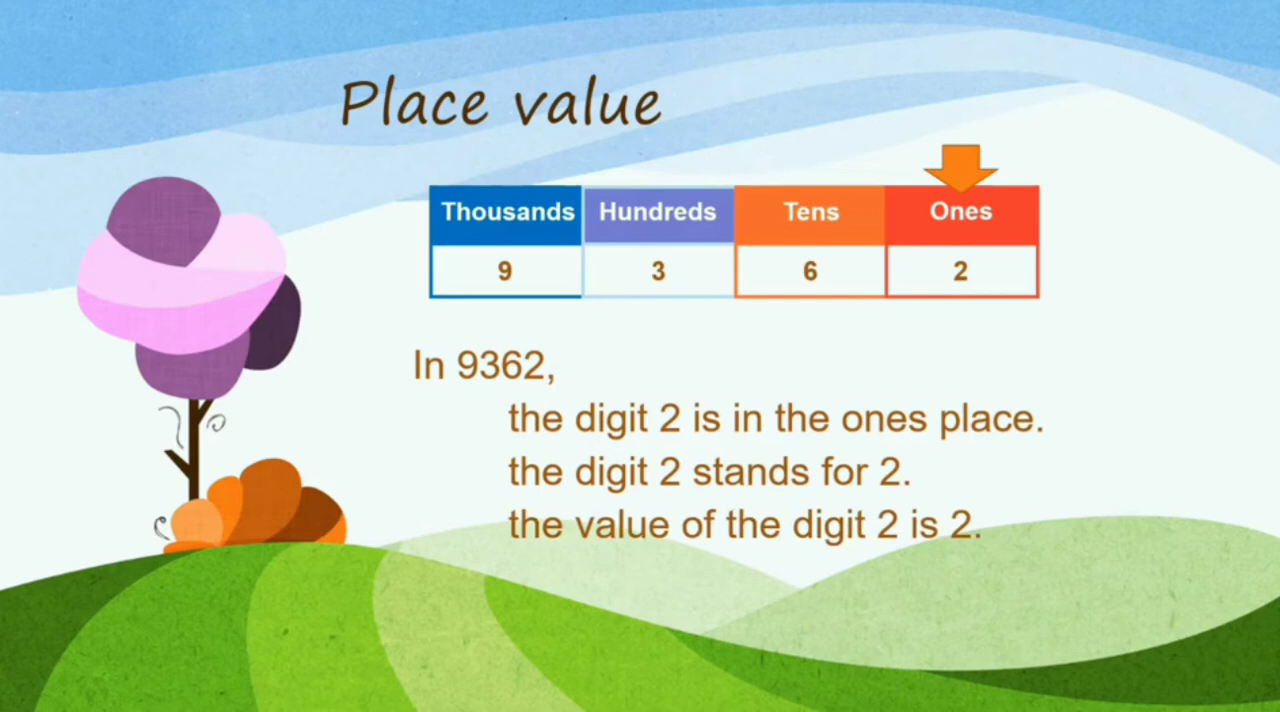 Place value
Thousands Hundreds Tens Ones
9 3 6 2
In 9362,
the digit 2 is in the ones place.
the digit 2 stands for 2.
the value of the digit 2 is 2.